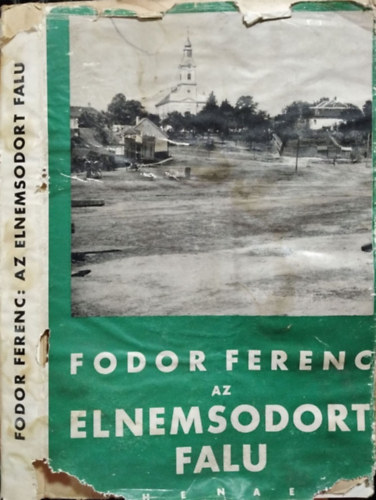 FODOR FERENC: AZ ELNEMSODORT FALU
FODOR FERENC
AZ
ELNEMSODORT
FALU